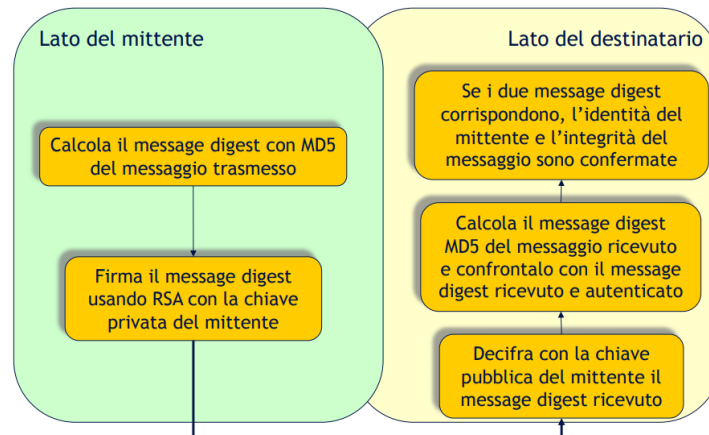 Lato del mittente
Calcola il message digest con MD5
del messaggio trasmesso
Firma il message digest
usando RSA con la chiave
privata del mittente
Lato del destinatario
Se i due message digest
corrispondono, l'identità del
mittente e l'integrità del
messaggio sono confermate
Calcola il message digest
MD5 del messaggio ricevuto
e confrontalo con il message
digest ricevuto e autenticato
Decifra con la chiave
pubblica del mittente il
message digest ricevuto